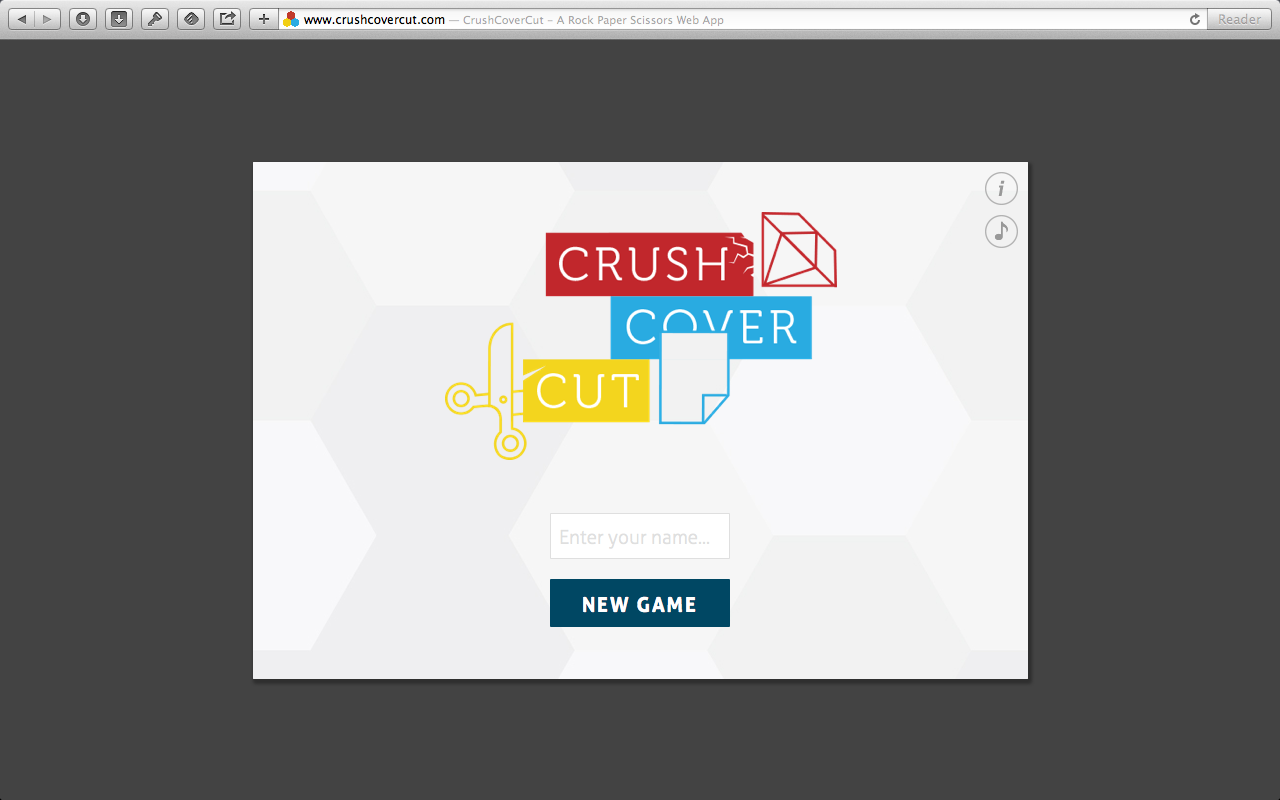 www.crushcovercut.com — CrushCoverCut – A Rock Paper Scissors Web App
Reader
i
CRUSH
COVER
CUT
Enter your name...
NEW GAME